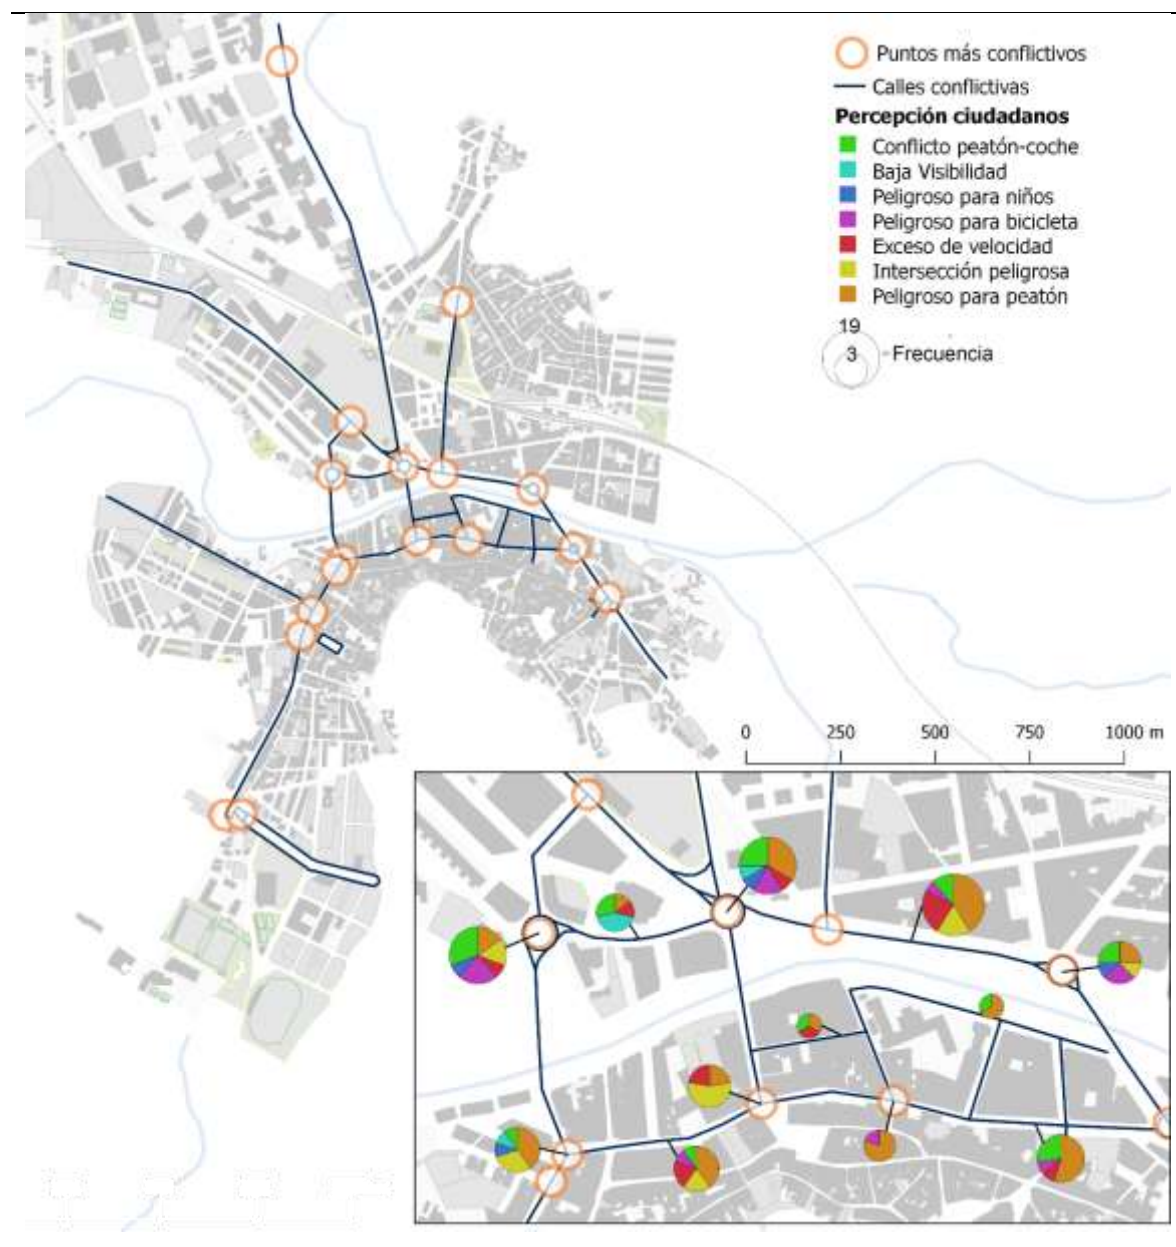 Puntos más conflictivos
Calles conflictivas
Percepción ciudadanos
Conflicto peatón-coche
Baja Visibilidad
Peligroso para niños
Peligroso para bicicleta
Exceso de velocidad
Intersección peligrosa
Peligroso para peatón
19
3 Frecuencia
0 250 500 750 1000 m